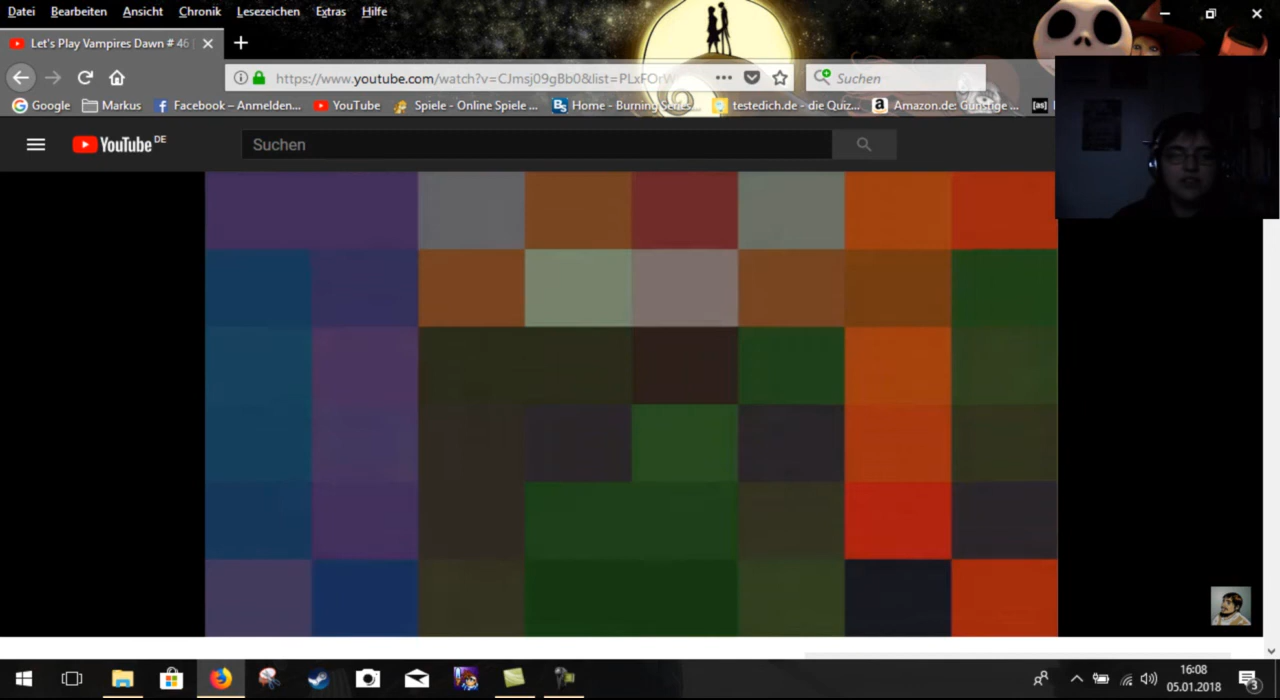 Datei Bearbeiten Ansicht Chronik Lesezeichen Extras Hilfe
Let's Play Vampires Dawn # 46
https://www.youtube.com/watch?v=CJmsj09gBb0&list=PLxFOrW
Suchen
Google Markus Facebook – Anmelden... YouTube Spiele - Online Spiele ... Home - Burning Series... testedich.de - die Quiz... Amazon.de: Günstige ... [as]
YouTube DE
Suchen
16:08
05.01.2018
3